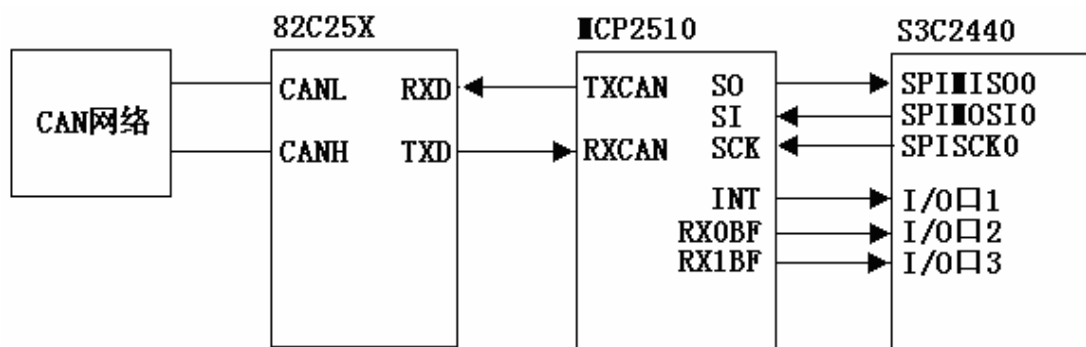 82C25X MCP2510 S3C2440
CANL RXD TXCAN SO SPIMISO0
SI SPIMOSI0
CAN网络
CANH TXD RXCAN SCK SPISCK0
INT I/O口1
RX0BF I/O口2
RX1BF I/O口3